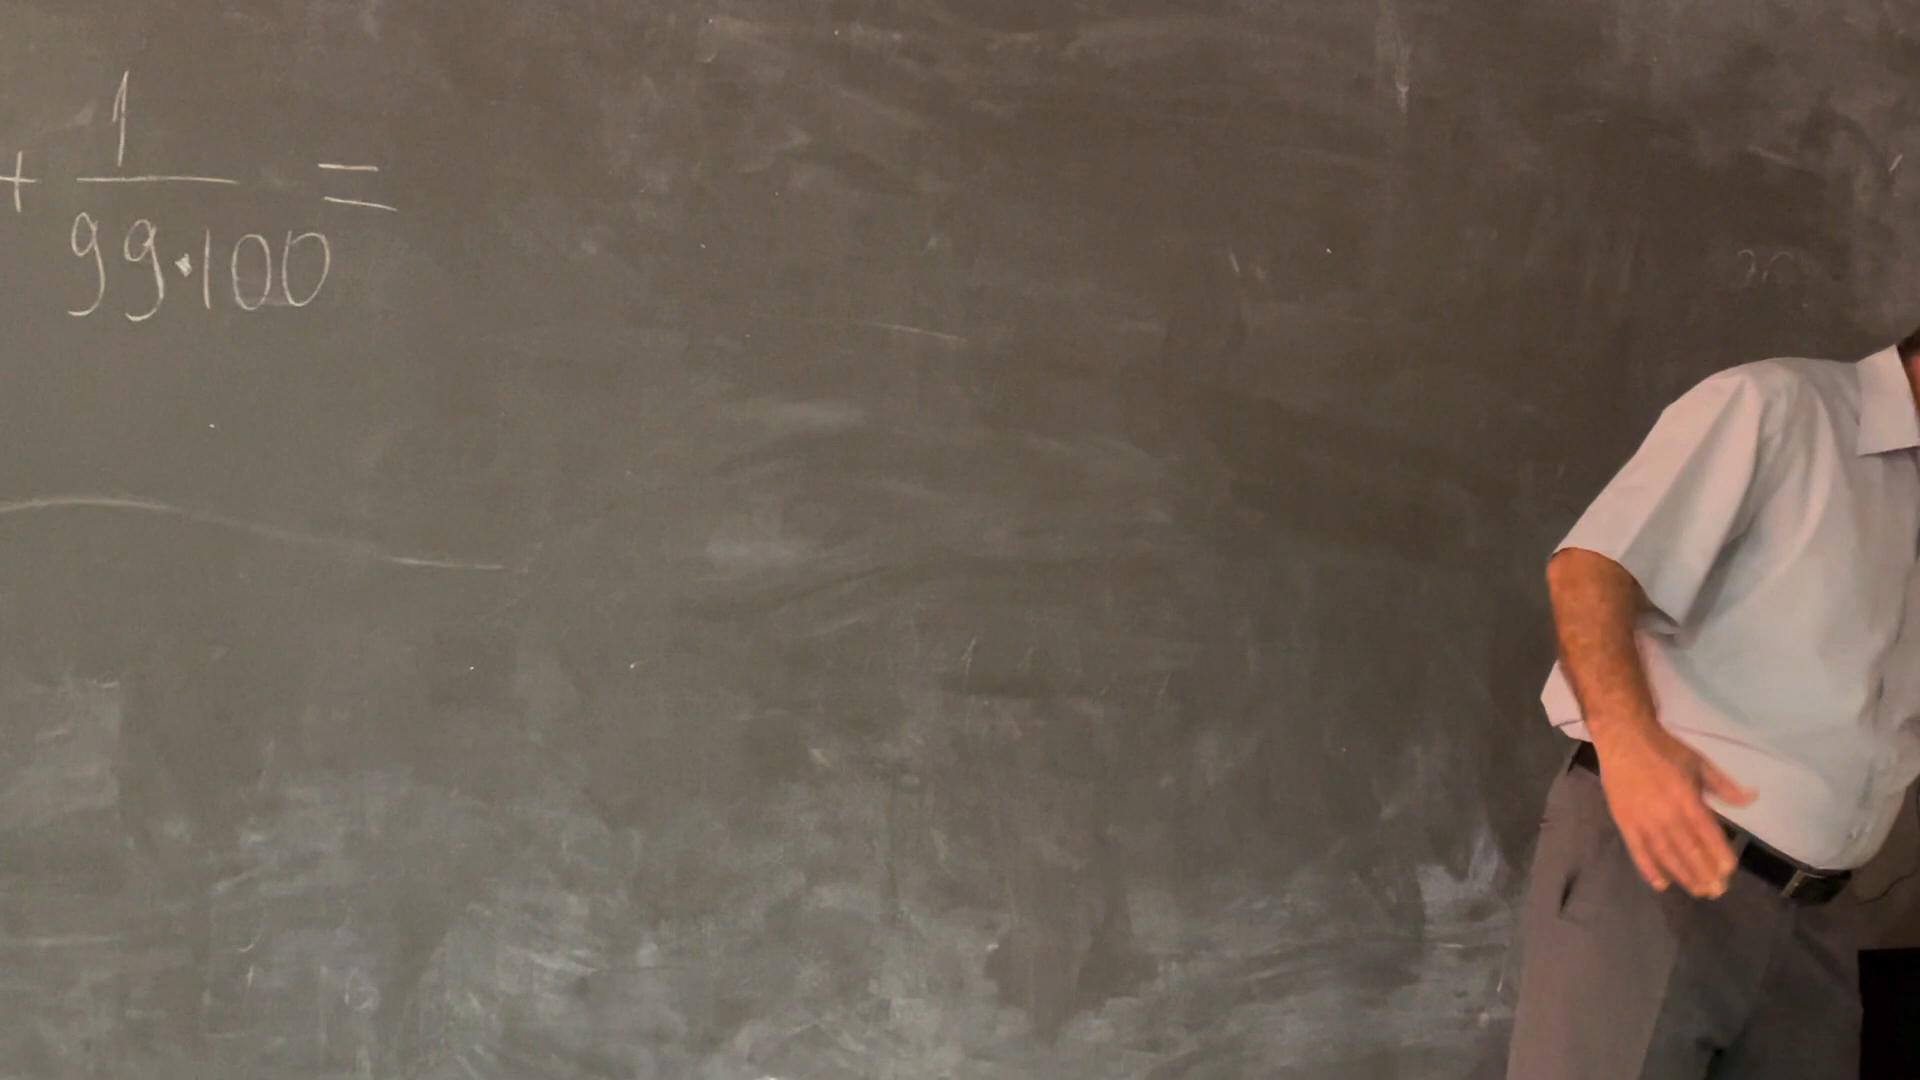 + 1/99·100 =